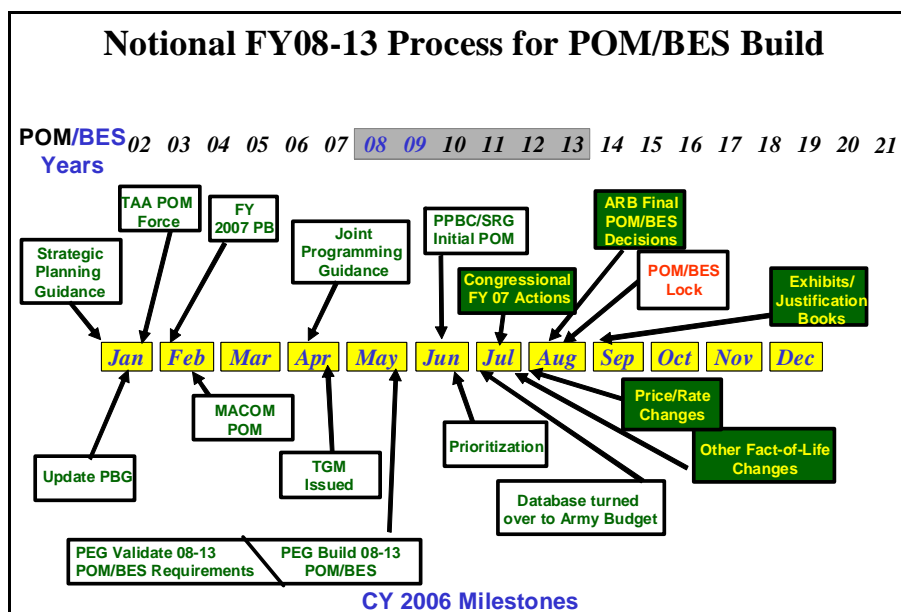 Notional FY08-13 Process for POM/BES Build
POM/BES
Years
02 03 04 05 06 07 08 09 10 11 12 13 14 15 16 17 18 19 20 21
TAA POM
Force
FY
2007 PB
Strategic
Planning
Guidance
Joint
Programming
Guidance
PPBC/SRG
Initial POM
Congressional
FY 07 Actions
ARB Final
POM/BES
Decisions
POM/BES
Lock
Exhibits/
Justification
Books
Jan Feb Mar Apr May Jun Jul Aug Sep Oct Nov Dec
Update PBG
MACOM
POM
TGM
Issued
Prioritization
Price/Rate
Changes
Other Fact-of-Life
Changes
Database turned
over to Army Budget
PEG Validate 08-13
POM/BES Requirements
PEG Build 08-13
POM/BES
CY 2006 Milestones